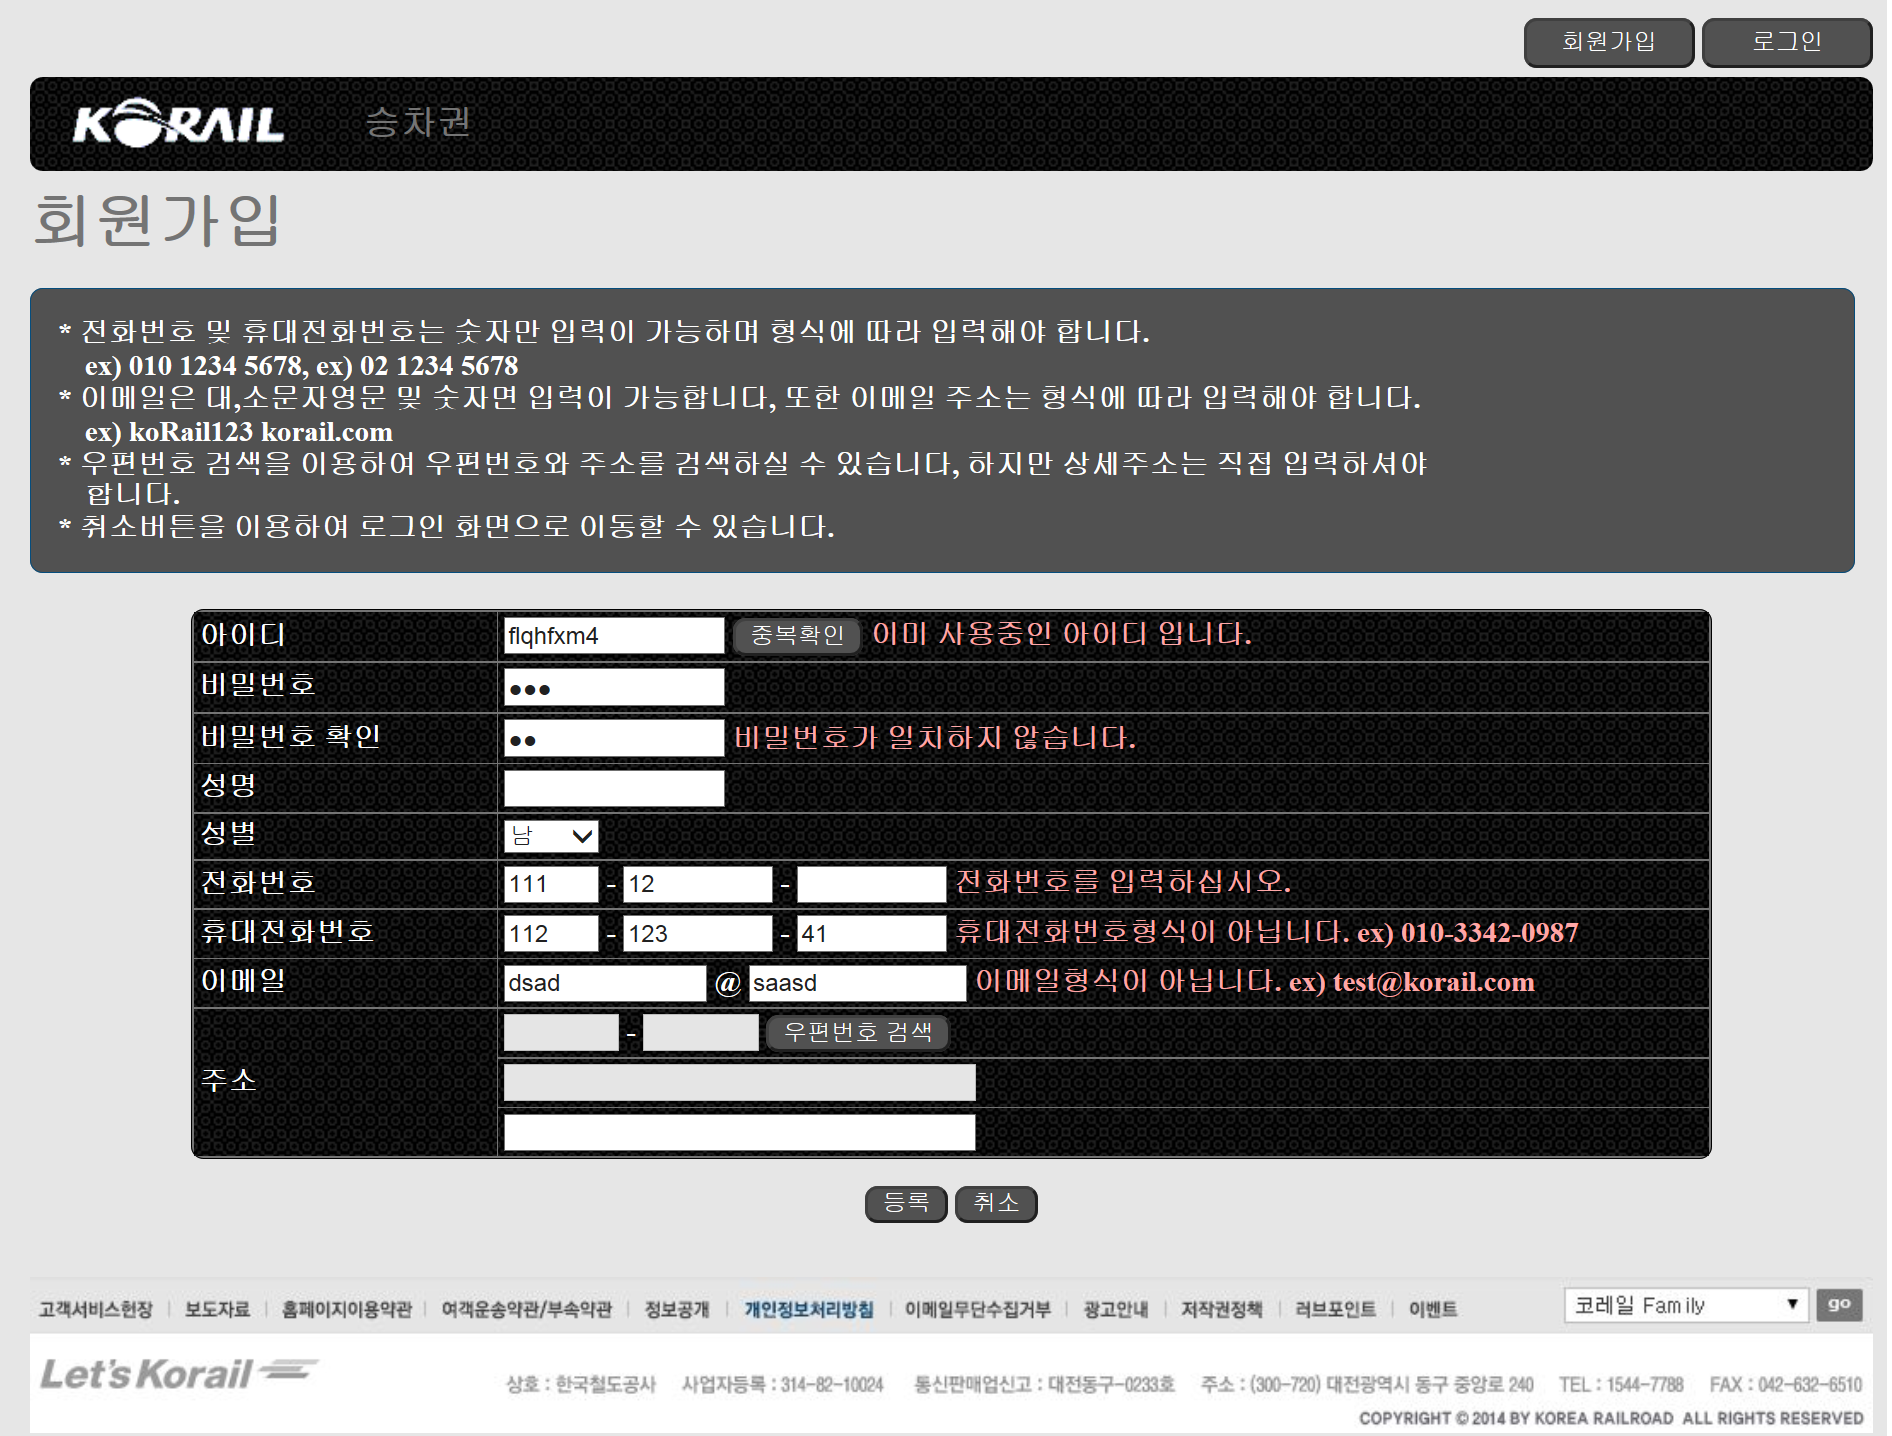 회원가입 로그인
KORAIL 승차권
회원가입
* 전화번호 및 휴대전화번호는 숫자만 입력이 가능하며 형식에 따라 입력해야 합니다.
ex) 010 1234 5678, ex) 02 1234 5678
* 이메일은 대,소문자영문 및 숫자면 입력이 가능합니다, 또한 이메일 주소는 형식에 따라 입력해야 합니다.
ex) koRail123 korail.com
* 우편번호 검색을 이용하여 우편번호와 주소를 검색하실 수 있습니다, 하지만 상세주소는 직접 입력하셔야
합니다.
* 취소버튼을 이용하여 로그인 화면으로 이동할 수 있습니다.
아이디 flqhfxm4 중복확인 이미 사용중인 아이디 입니다.
비밀번호 ●●●
비밀번호 확인 ●● 비밀번호가 일치하지 않습니다.
성명
성별 남
전화번호 111 - 12 - 전화번호를 입력하십시오.
휴대전화번호 112 - 123 - 41 휴대전화번호형식이 아닙니다. ex) 010-3342-0987
이메일 dsad @ saasd 이메일형식이 아닙니다. ex) test@korail.com
- 우편번호 검색
주소
등록 취소
고객서비스헌장 | 보도자료 | 홈페이지이용약관 | 여객운송약관/부속약관 | 정보공개 | 개인정보처리방침 | 이메일무단수집거부 | 광고안내 | 저작권정책 | 러브포인트 | 이벤트 코레일 Family ▼ go
Let's Korail 상호 : 한국철도공사 사업자등록 : 314-82-10024 통신판매업신고 : 대전동구-0233호 주소 : (300-720) 대전광역시 동구 중앙로 240 TEL : 1544-7788 FAX : 042-632-6510
COPYRIGHT © 2014 BY KOREA RAILROAD ALL RIGHTS RESERVED